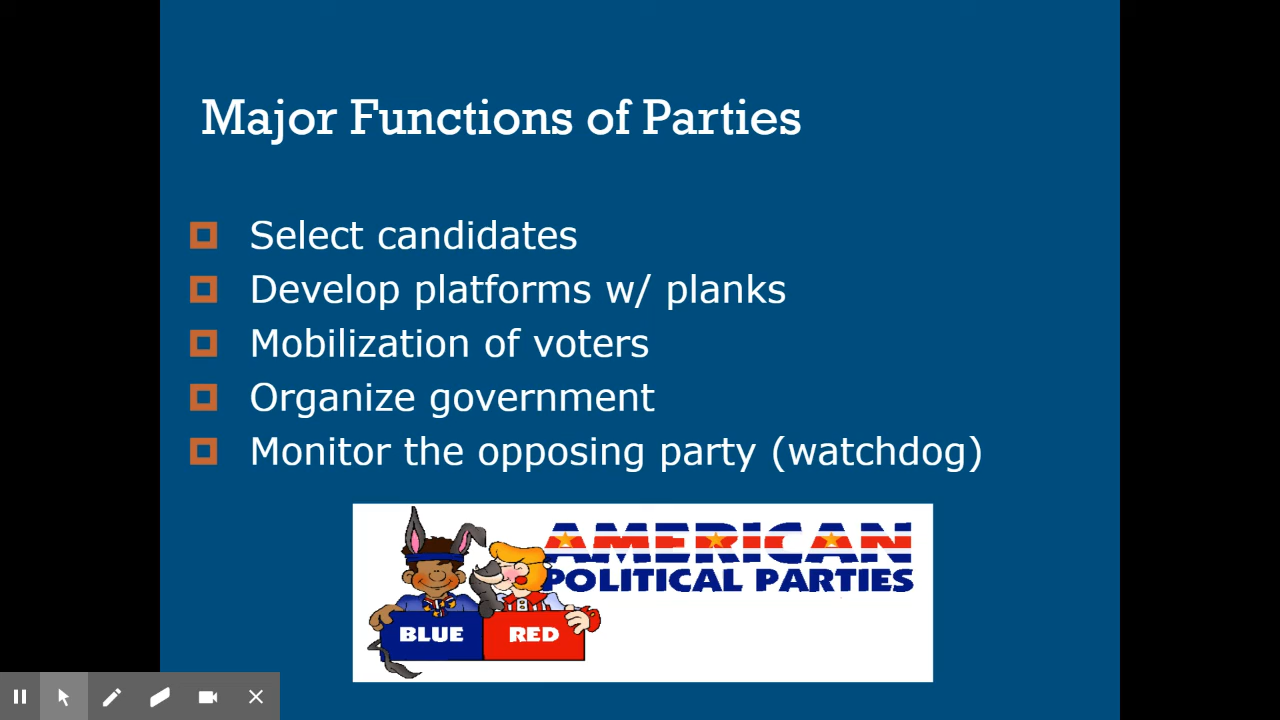 Major Functions of Parties
Select candidates
Develop platforms w/ planks
Mobilization of voters
Organize government
Monitor the opposing party (watchdog)
AMERICAN
POLITICAL PARTIES
BLUE RED